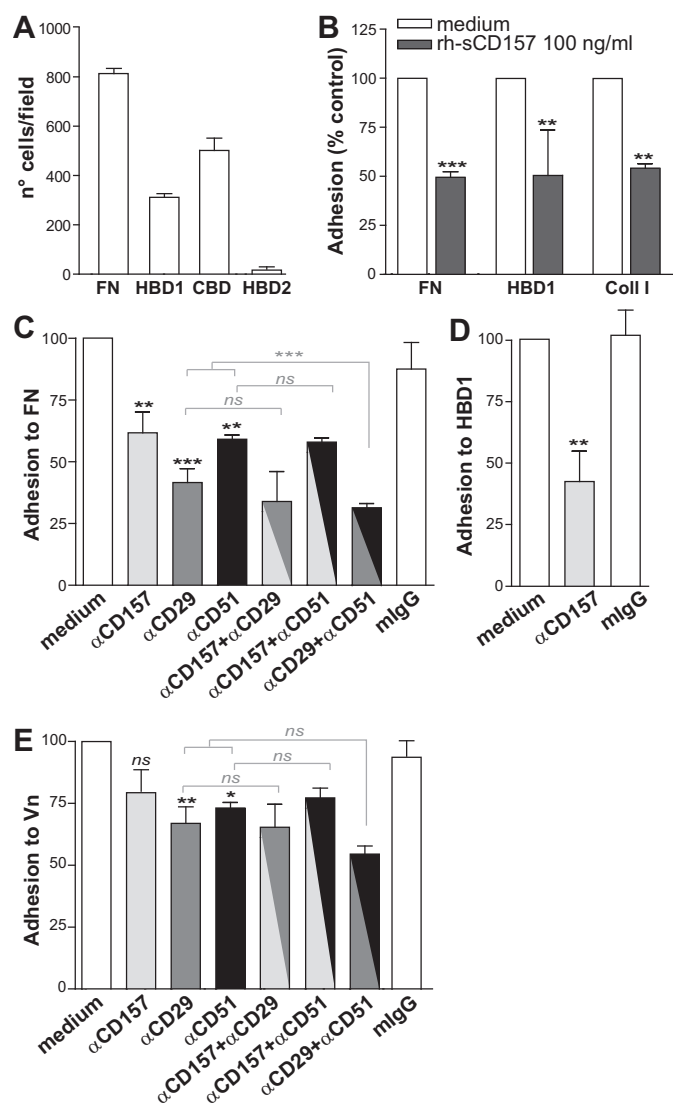 A
n° cells/field
1000
800
600
400
200
0
FN HBD1 CBD HBD2
B
medium
rh-sCD157 100 ng/ml
Adhesion (% control)
125
100
75
50
25
0
*** ** **
FN HBD1 Coll I
C
Adhesion to FN
100
75
50
25
0
***
ns
ns
** *** **
medium
αCD157
αCD29
αCD51
αCD157+αCD29
αCD157+αCD51
αCD29+αCD51
mIgG
D
Adhesion to HBD1
100
75
50
25
0
**
medium
αCD157
mIgG
E
Adhesion to Vn
100
75
50
25
0
ns
ns
ns
ns ** *
medium
αCD157
αCD29
αCD51
αCD157+αCD29
αCD157+αCD51
αCD29+αCD51
mIgG